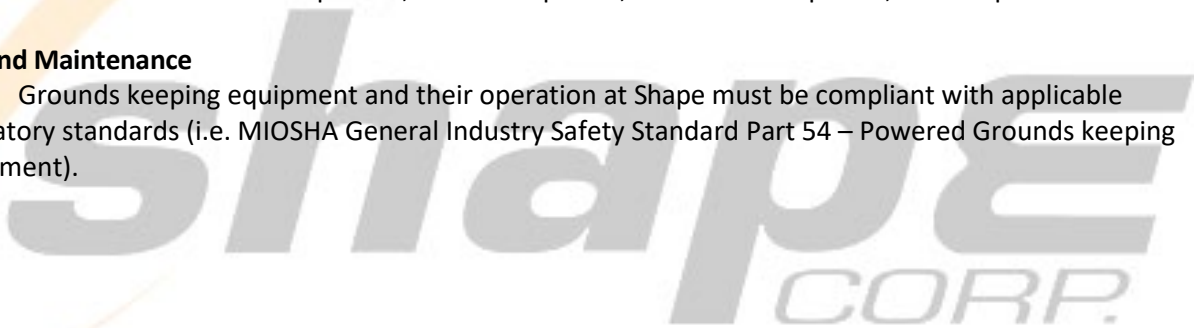 nd Maintenance
Grounds keeping equipment and their operation at Shape must be compliant with applicable
atory standards (i.e. MIOSHA General Industry Safety Standard Part 54 – Powered Grounds keeping
ment).
shape
CORP.